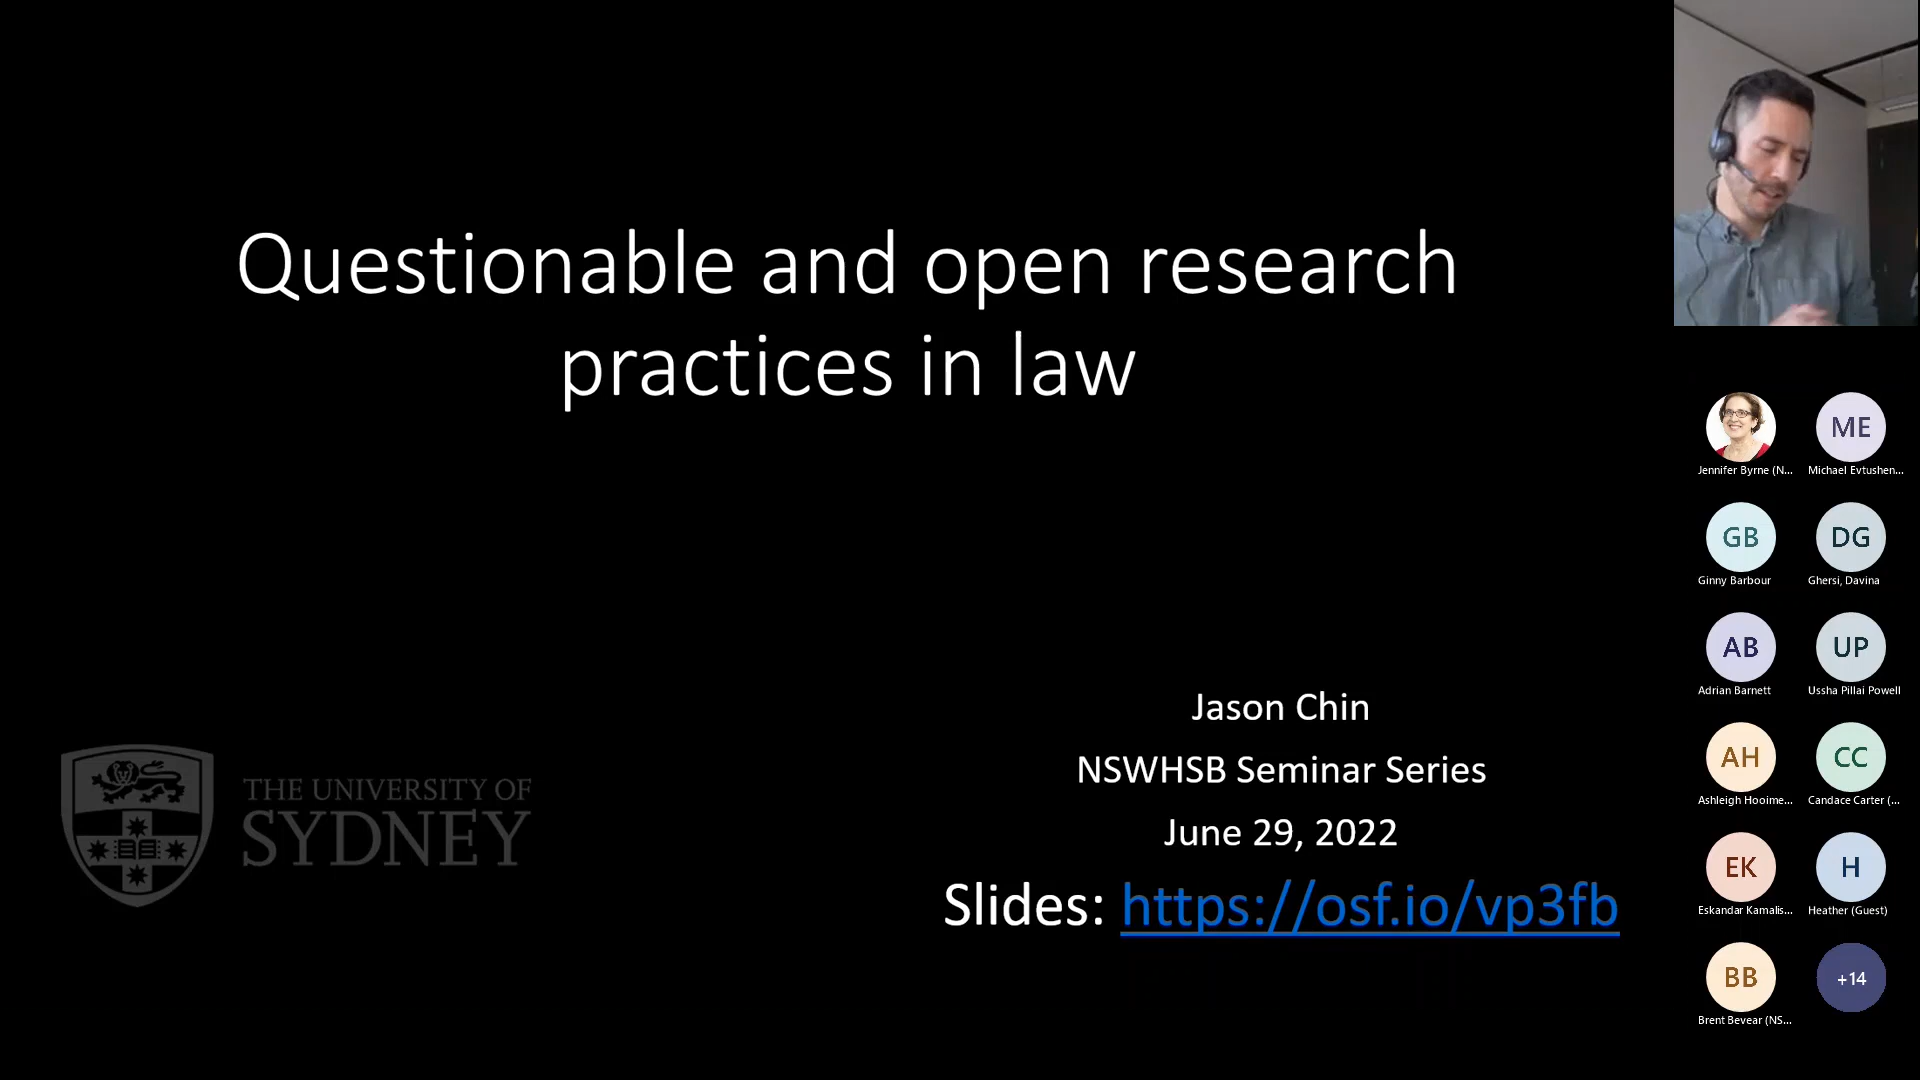 Questionable and open research
practices in law
Jason Chin
NSWHSB Seminar Series
June 29, 2022
Slides: https://osf.io/vp3fb
THE UNIVERSITY OF
SYDNEY
Jennifer Byrne (N...
ME
Michael Evtushen...
GB
Ginny Barbour
DG
Ghersi, Davina
AB
Adrian Barnett
UP
Ussha Pillai Powell
AH
Ashleigh Hooime...
CC
Candace Carter (...
EK
Eskandar Kamalis...
H
Heather (Guest)
BB
Brent Bevear (NS...
+14